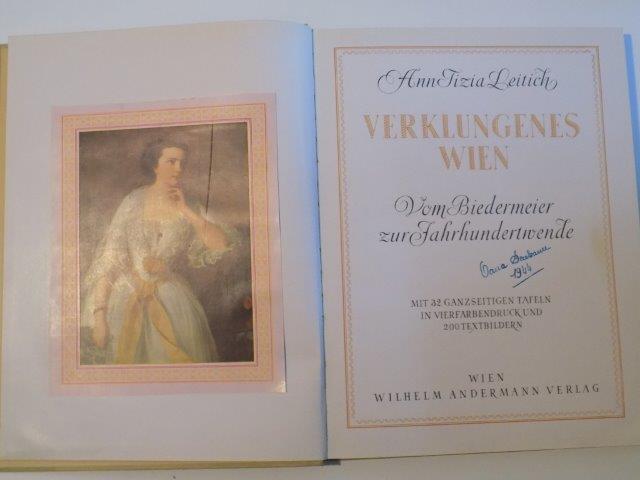 Ann Tizia Leitich
VERKLUNGENES
WIEN
Vom Biedermeier
zur Jahrhundertwende
1944
MIT 32 GANZSEITIGEN TAFELN
IN VIERFARBENDRUCK UND
200 TEXTBILDERN
WIEN
WILHELM ANDERMANN VERLAG